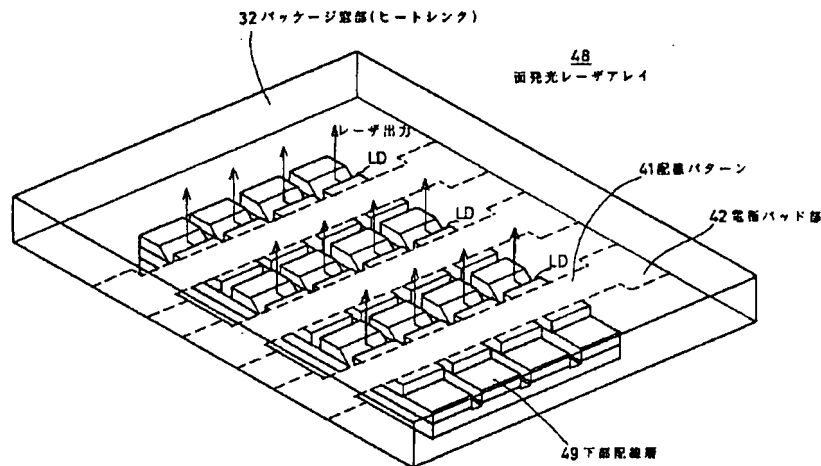 32パッケージ窓部(ヒートレンク)
48
面発光レーザアレイ
レーザ出力
LD
41配線パターン
LD
42電極パッド部
LD
49下部配線層